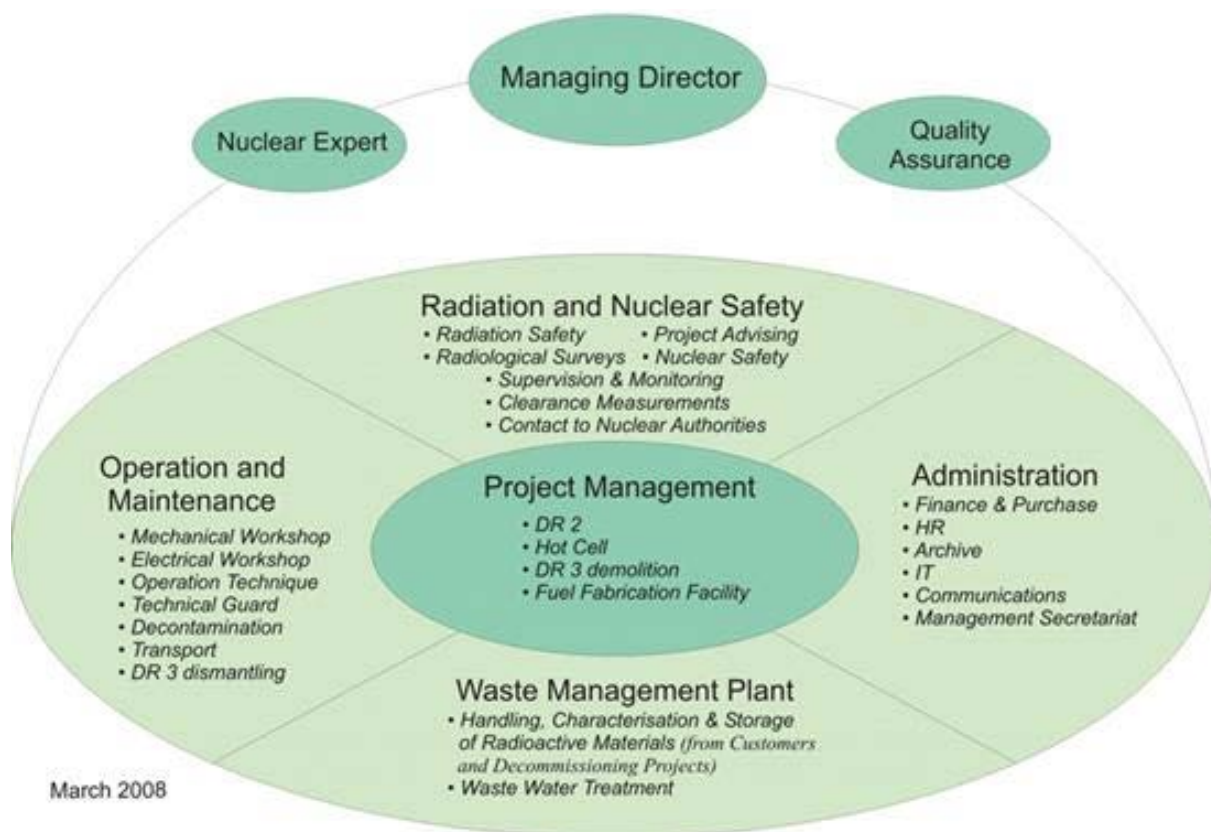 Managing Director
Nuclear Expert
Quality
Assurance
Radiation and Nuclear Safety
• Radiation Safety • Project Advising
• Radiological Surveys • Nuclear Safety
• Supervision & Monitoring
• Clearance Measurements
• Contact to Nuclear Authorities
Operation and
Maintenance
• Mechanical Workshop
• Electrical Workshop
• Operation Technique
• Technical Guard
• Decontamination
• Transport
• DR 3 dismantling
Project Management
• DR 2
• Hot Cell
• DR 3 demolition
• Fuel Fabrication Facility
Administration
• Finance & Purchase
• HR
• Archive
• IT
• Communications
• Management Secretariat
Waste Management Plant
• Handling, Characterisation & Storage
of Radioactive Materials (from Customers
and Decommissioning Projects)
• Waste Water Treatment
March 2008